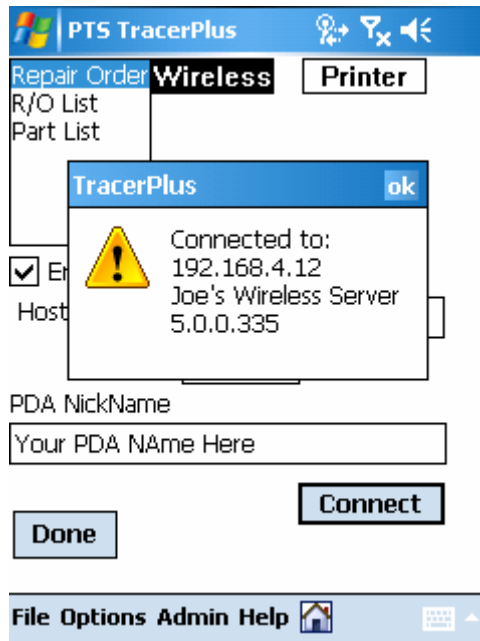 PTS TracerPlus
Repair Order Wireless Printer
R/O List
Part List
TracerPlus ok
Connected to:
192.168.4.12
Joe's Wireless Server
5.0.0.335
Host
PDA NickName
Your PDA NAme Here
Connect
Done
File Options Admin Help